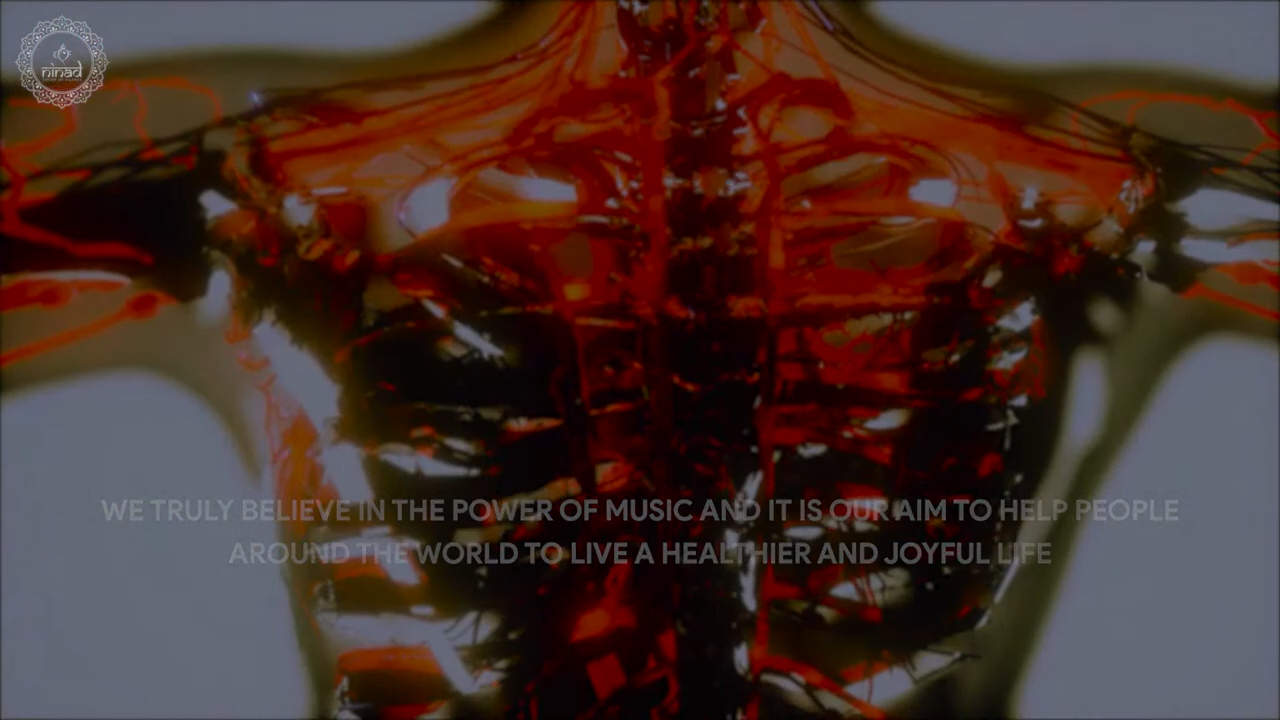 ninad
WE TRULY BELIEVE IN THE POWER OF MUSIC AND IT IS OUR AIM TO HELP PEOPLE
AROUND THE WORLD TO LIVE A HEALTHIER AND JOYFUL LIFE